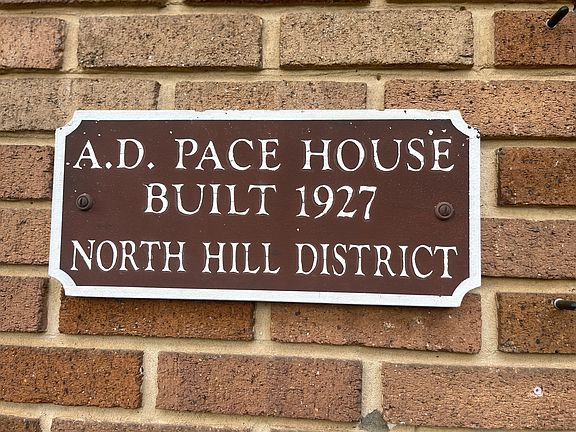 A.D. PACE HOUSE
BUILT 1927
NORTH HILL DISTRICT